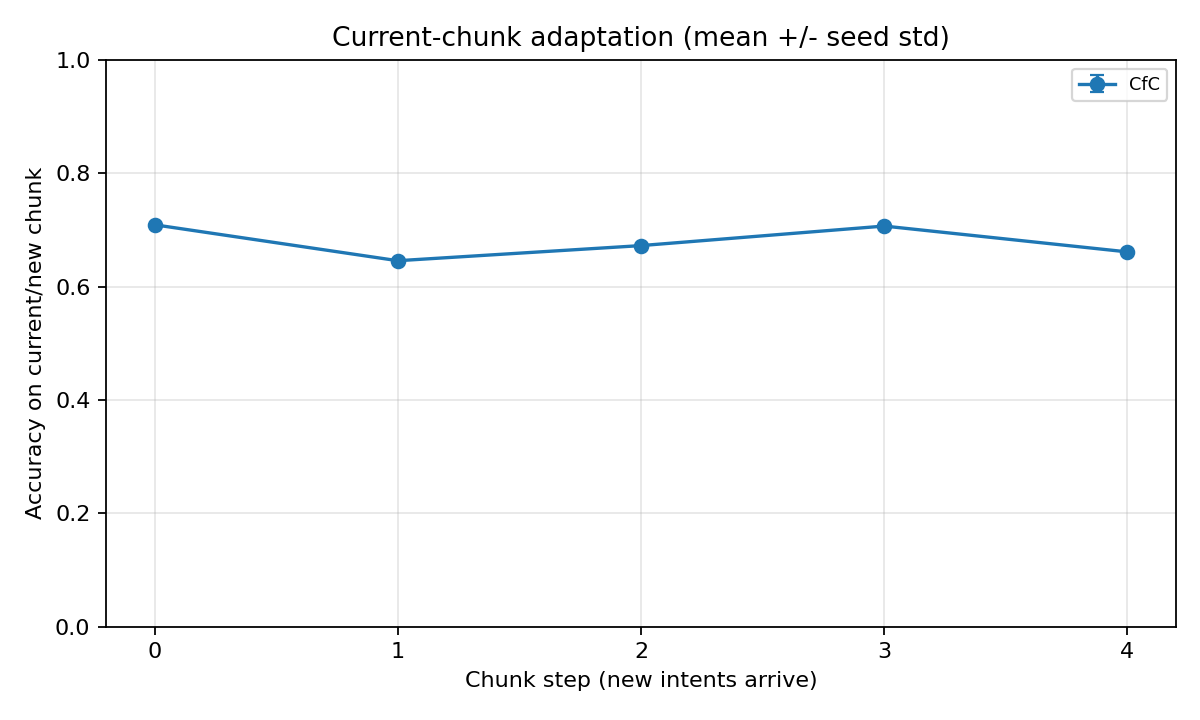 Current-chunk adaptation (mean +/- seed std)
CfC
1.0
0.8
0.6
0.4
0.2
0.0
Accuracy on current/new chunk
0 1 2 3 4
Chunk step (new intents arrive)